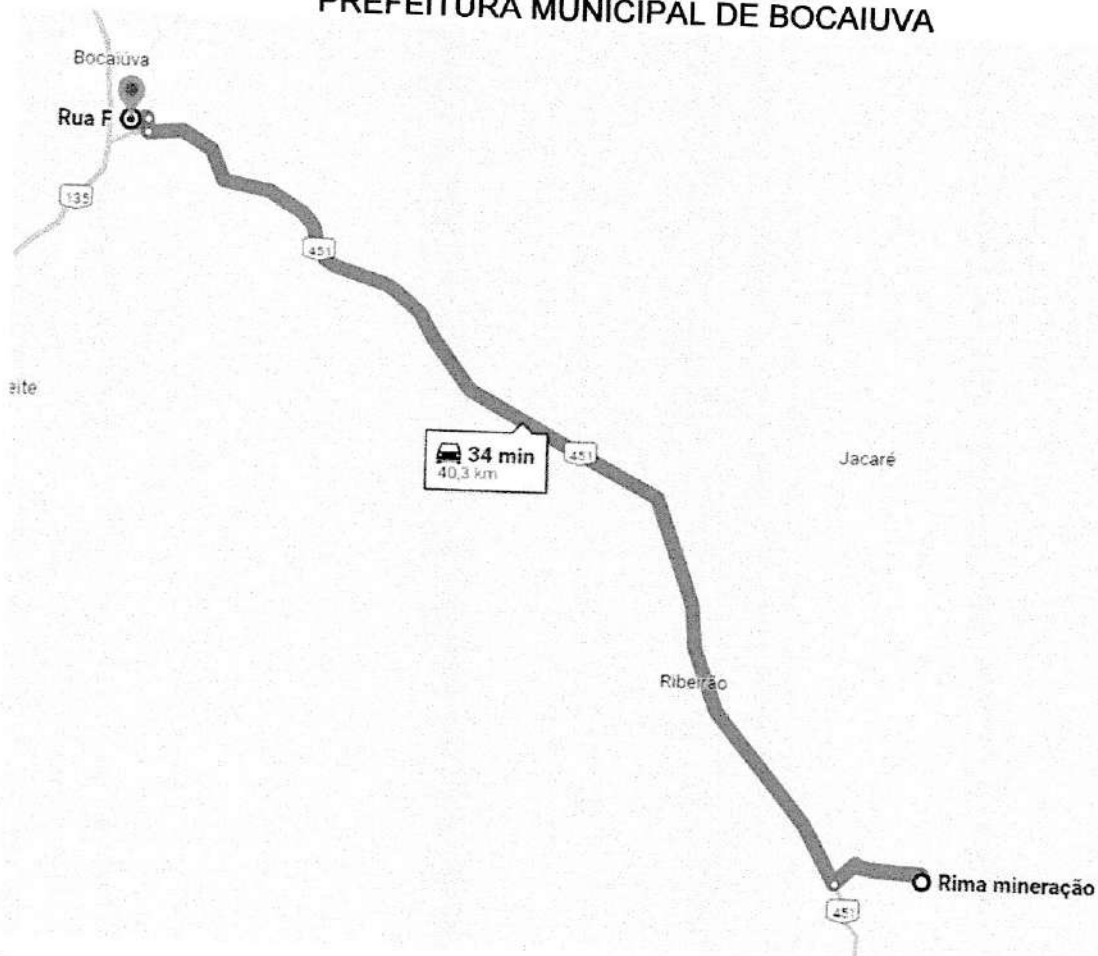 PREFEITURA MUNICIPAL DE BOCAIUVA
Bocaiúva
Rua F
135
451
eite
34 min
40,3 km
451
Jacaré
Ribeirão
Rima mineração
451